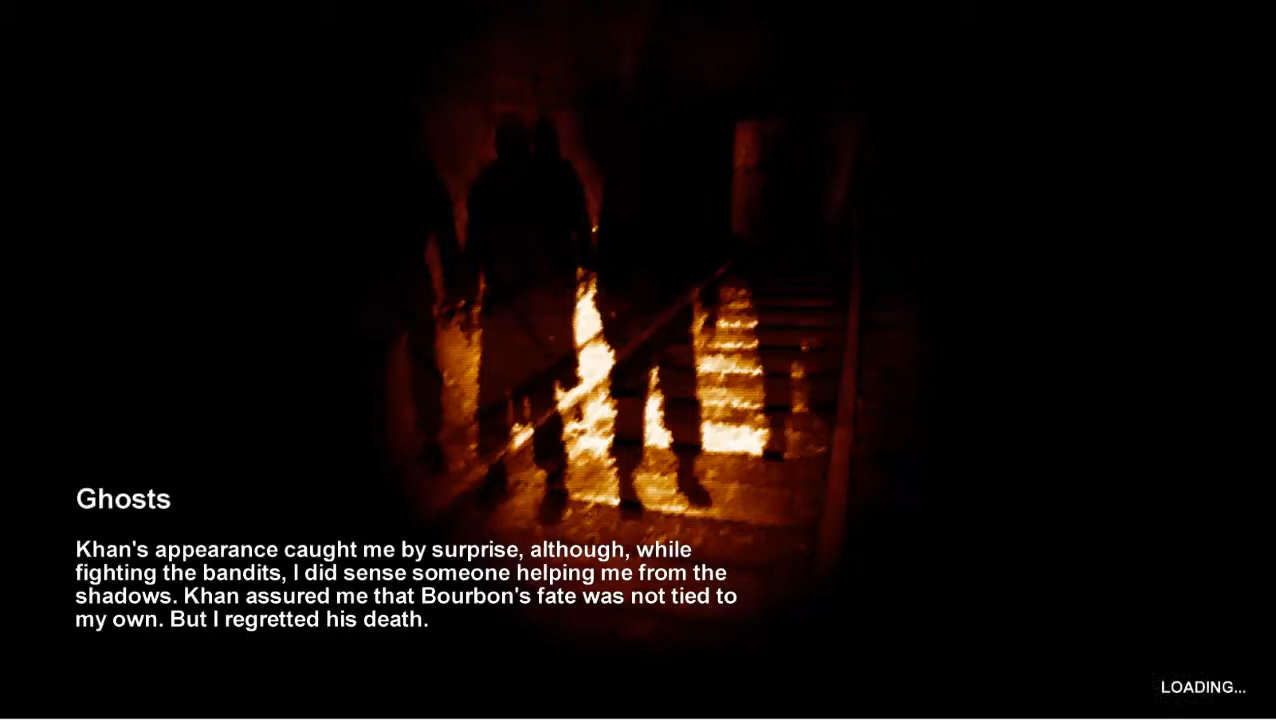 Ghosts
Khan's appearance caught me by surprise, although, while
fighting the bandits, I did sense someone helping me from the
shadows. Khan assured me that Bourbon's fate was not tied to
my own. But I regretted his death.
LOADING...